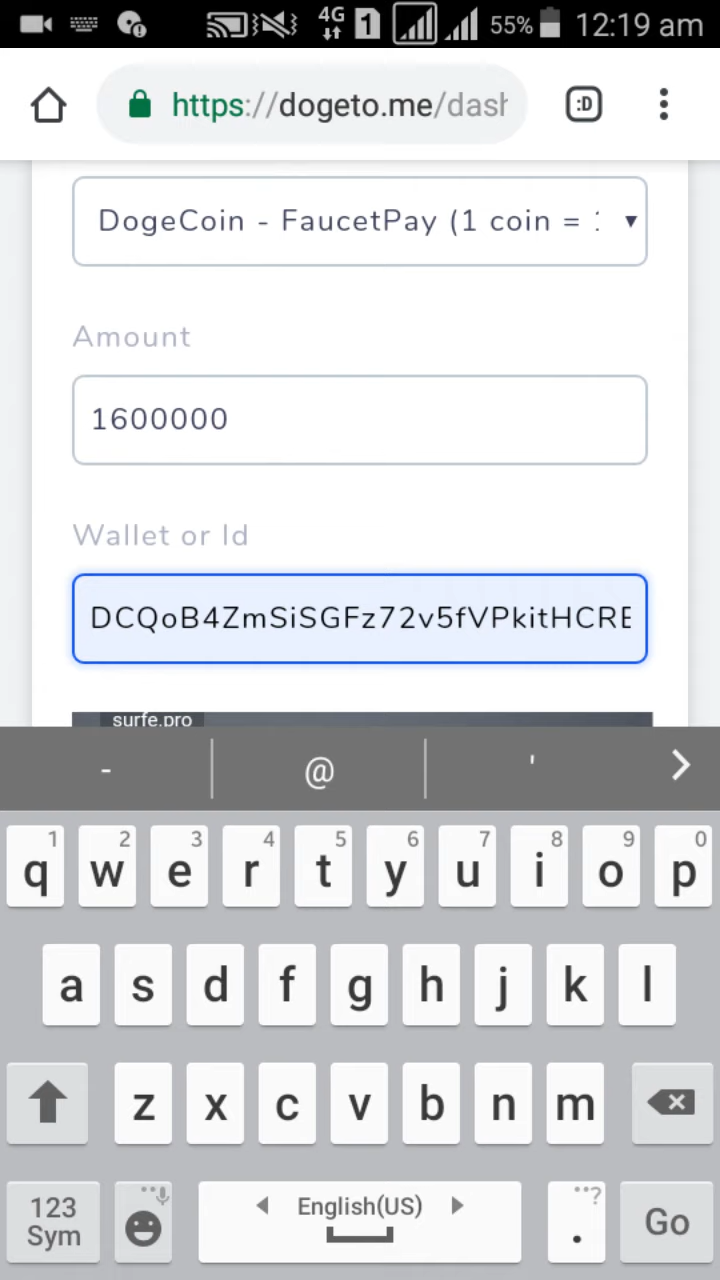 4G 1 55% 12:19 am
https://dogeto.me/dash :D
DogeCoin - FaucetPay (1 coin = 
Amount
1600000
Wallet or Id
DCQoB4ZmSiSGFz72v5fVPkitHCRE
surfe.pro
- @ '
1 2 3 4 5 6 7 8 9 0
q w e r t y u i o p
a s d f g h j k l
z x c v b n m
123 English(US) ?
Sym . Go